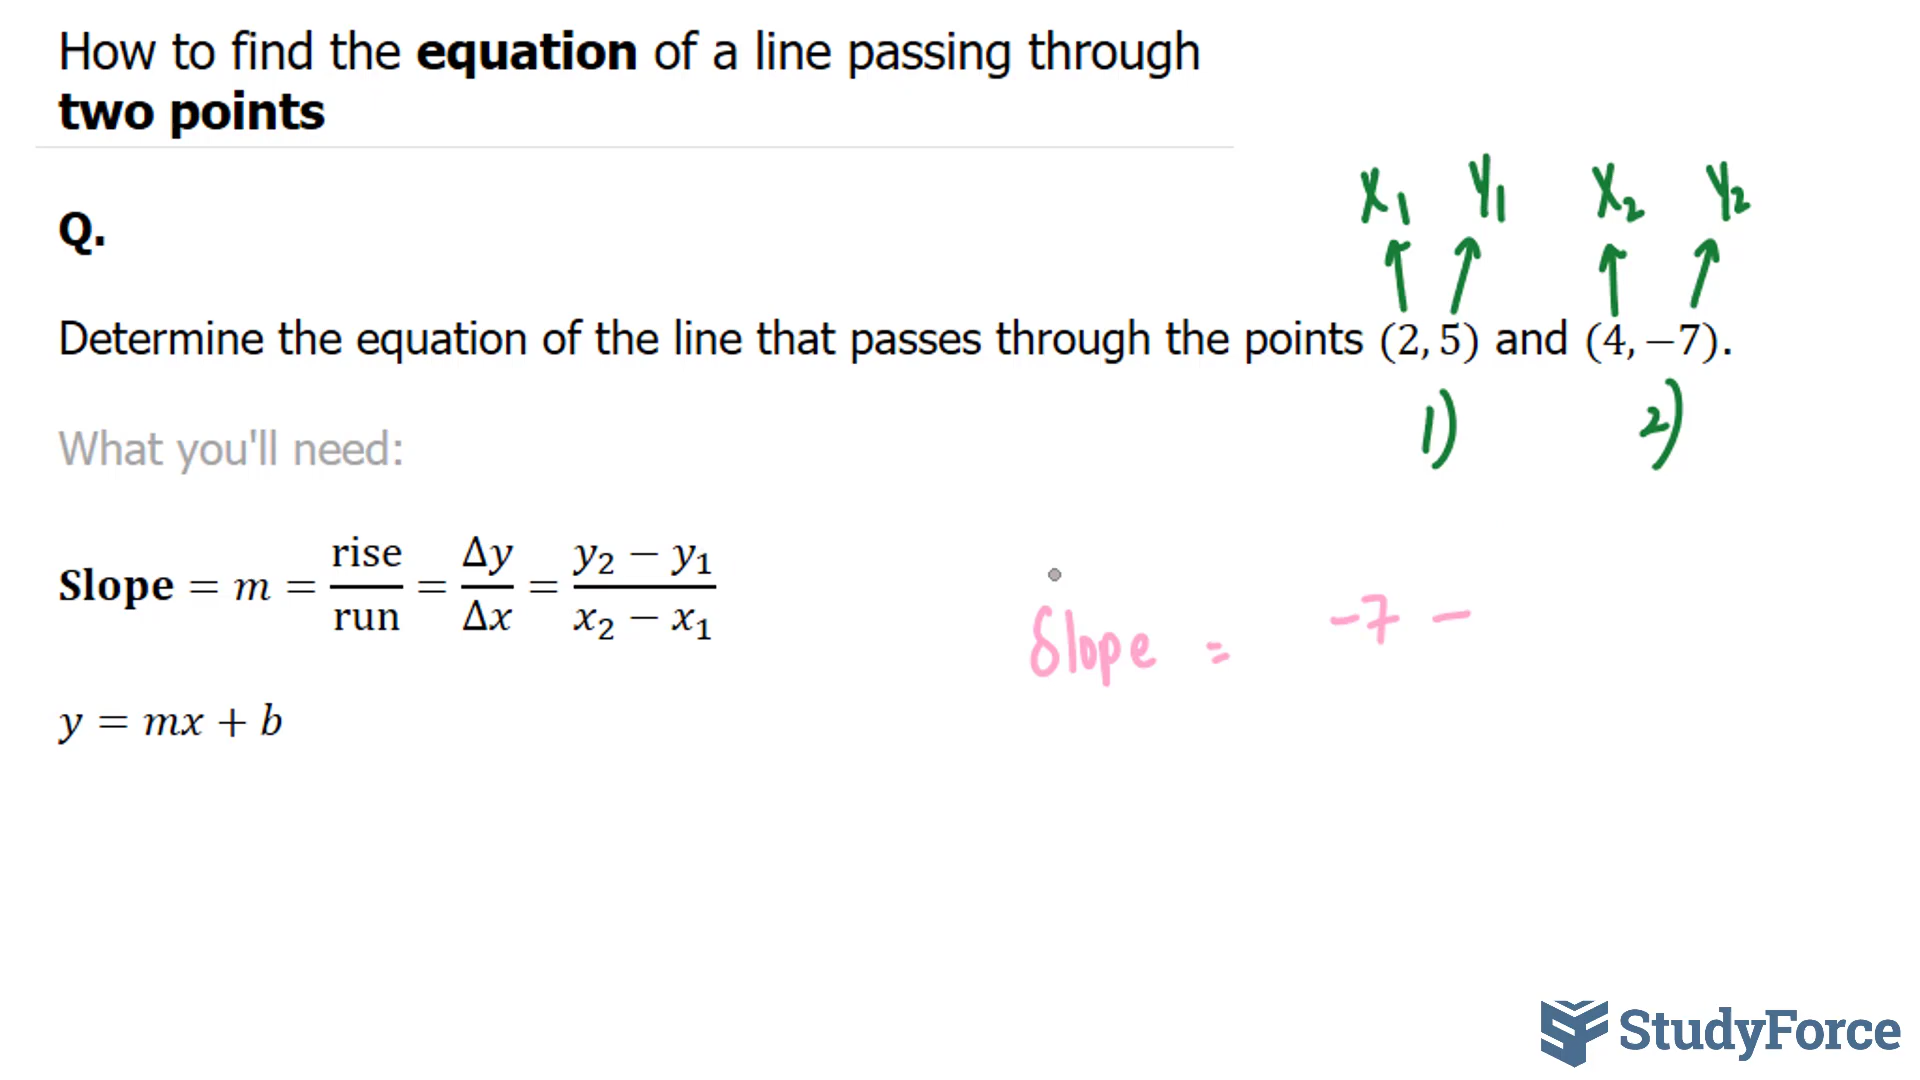 How to find the equation of a line passing through
two points
x₁ y₁ x₂ y₂
Q.
Determine the equation of the line that passes through the points (2, 5) and (4, −7).
1) 2)
What you'll need:
Slope = m = rise/run = Δy/Δx = (y₂ − y₁)/(x₂ − x₁)
Slope = -7 -
y = mx + b
StudyForce